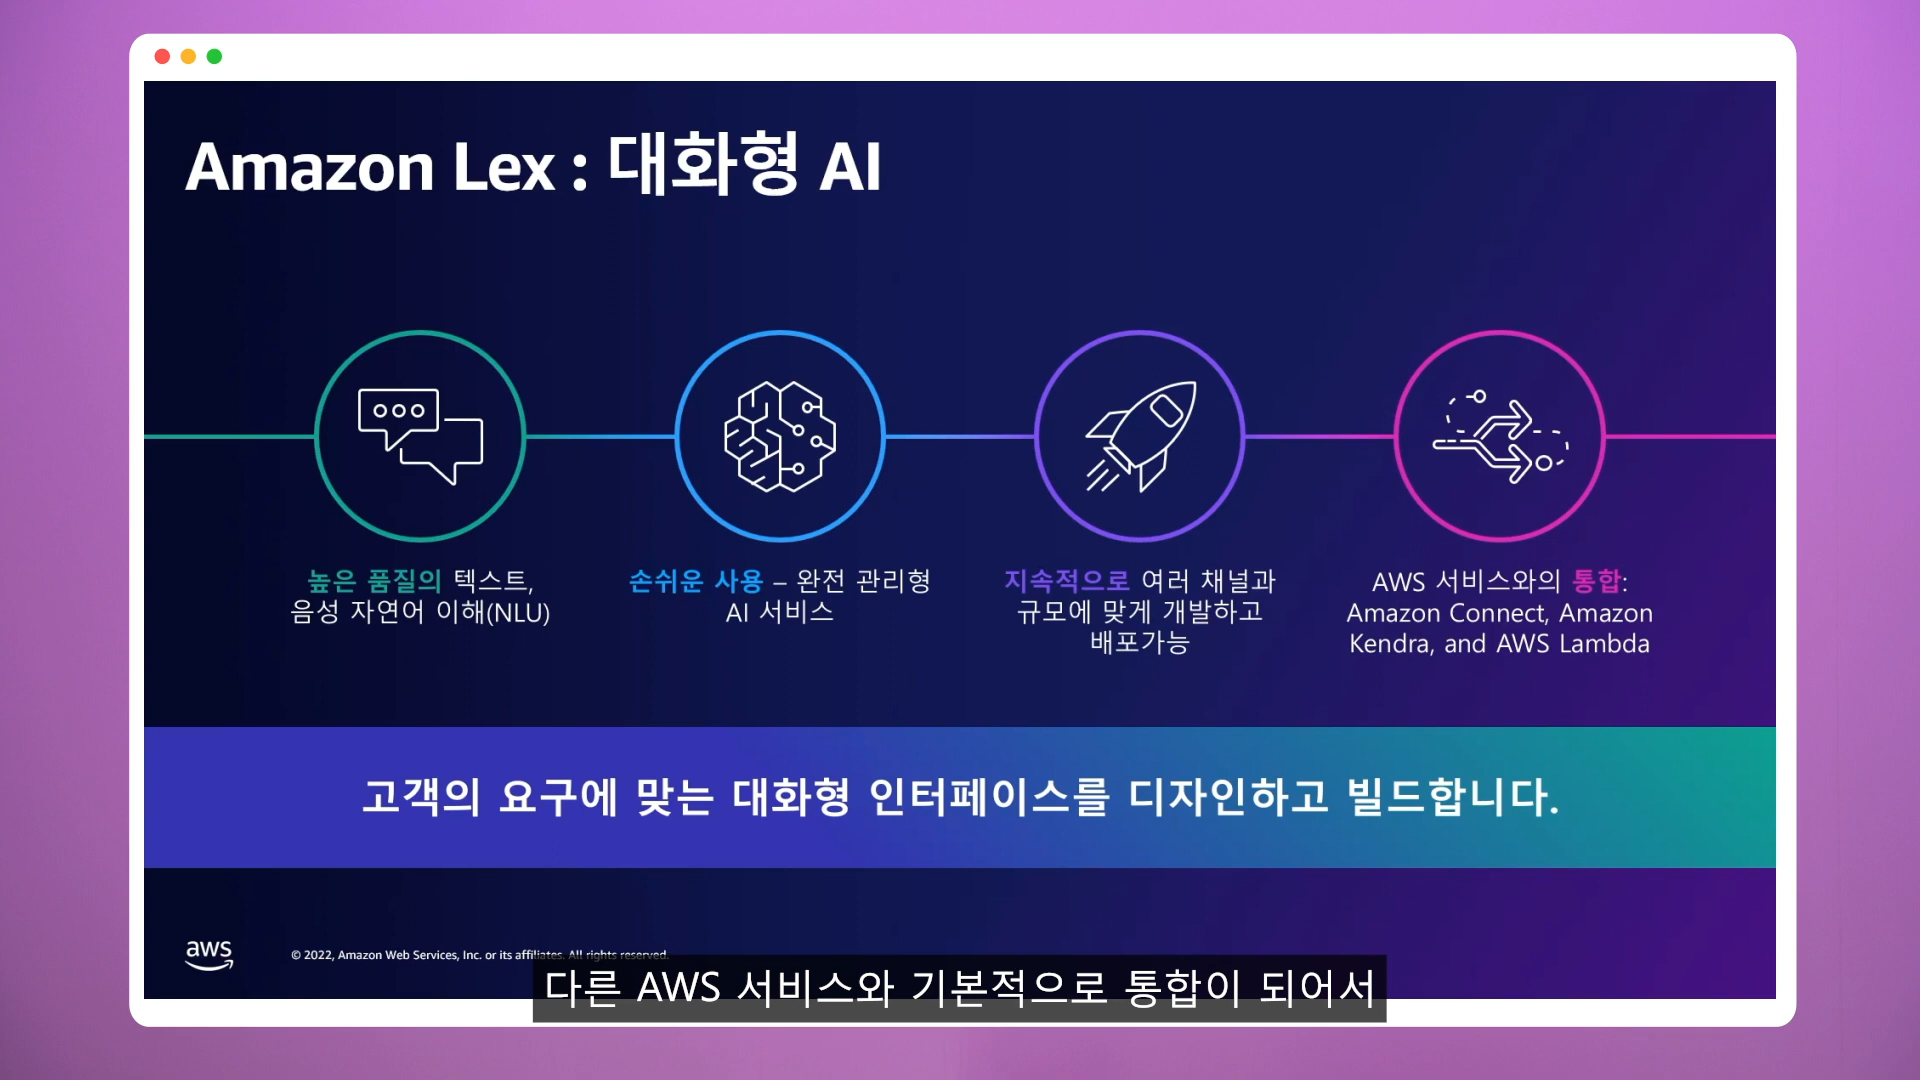 Amazon Lex : 대화형 AI
높은 품질의 텍스트,
음성 자연어 이해(NLU)
손쉬운 사용 – 완전 관리형
AI 서비스
지속적으로 여러 채널과
규모에 맞게 개발하고
배포가능
AWS 서비스와의 통합:
Amazon Connect, Amazon
Kendra, and AWS Lambda
고객의 요구에 맞는 대화형 인터페이스를 디자인하고 빌드합니다.
aws
© 2022, Amazon Web Services, Inc. or its affiliates. All rights reserved.
다른 AWS 서비스와 기본적으로 통합이 되어서